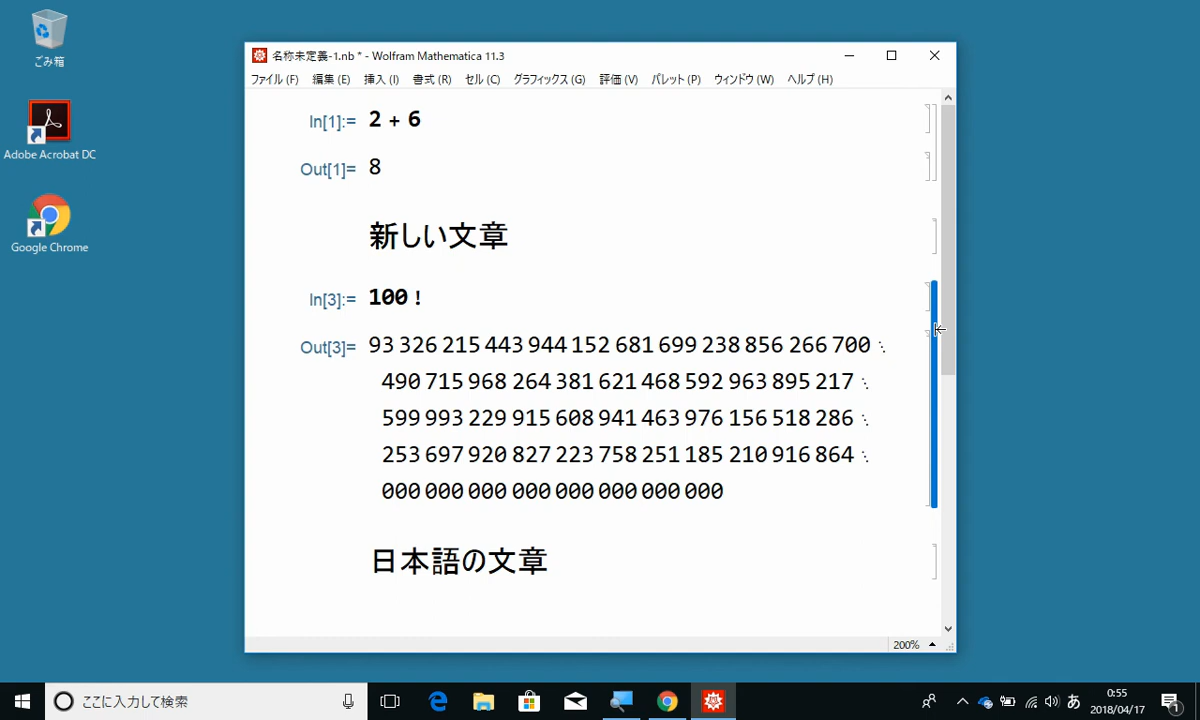 ごみ箱
Adobe Acrobat DC
Google Chrome
名称未定義-1.nb * - Wolfram Mathematica 11.3
ファイル (F) 編集 (E) 挿入 (I) 書式 (R) セル (C) グラフィックス (G) 評価 (V) パレット (P) ウィンドウ (W) ヘルプ (H)
In[1]:= 2 + 6
Out[1]= 8
新しい文章
In[3]:= 100 !
Out[3]= 93 326 215 443 944 152 681 699 238 856 266 700 ⋱
490 715 968 264 381 621 468 592 963 895 217 ⋱
599 993 229 915 608 941 463 976 156 518 286 ⋱
253 697 920 827 223 758 251 185 210 916 864 ⋱
000 000 000 000 000 000 000 000
日本語の文章
200%
ここに入力して検索
あ
0:55
2018/04/17
1